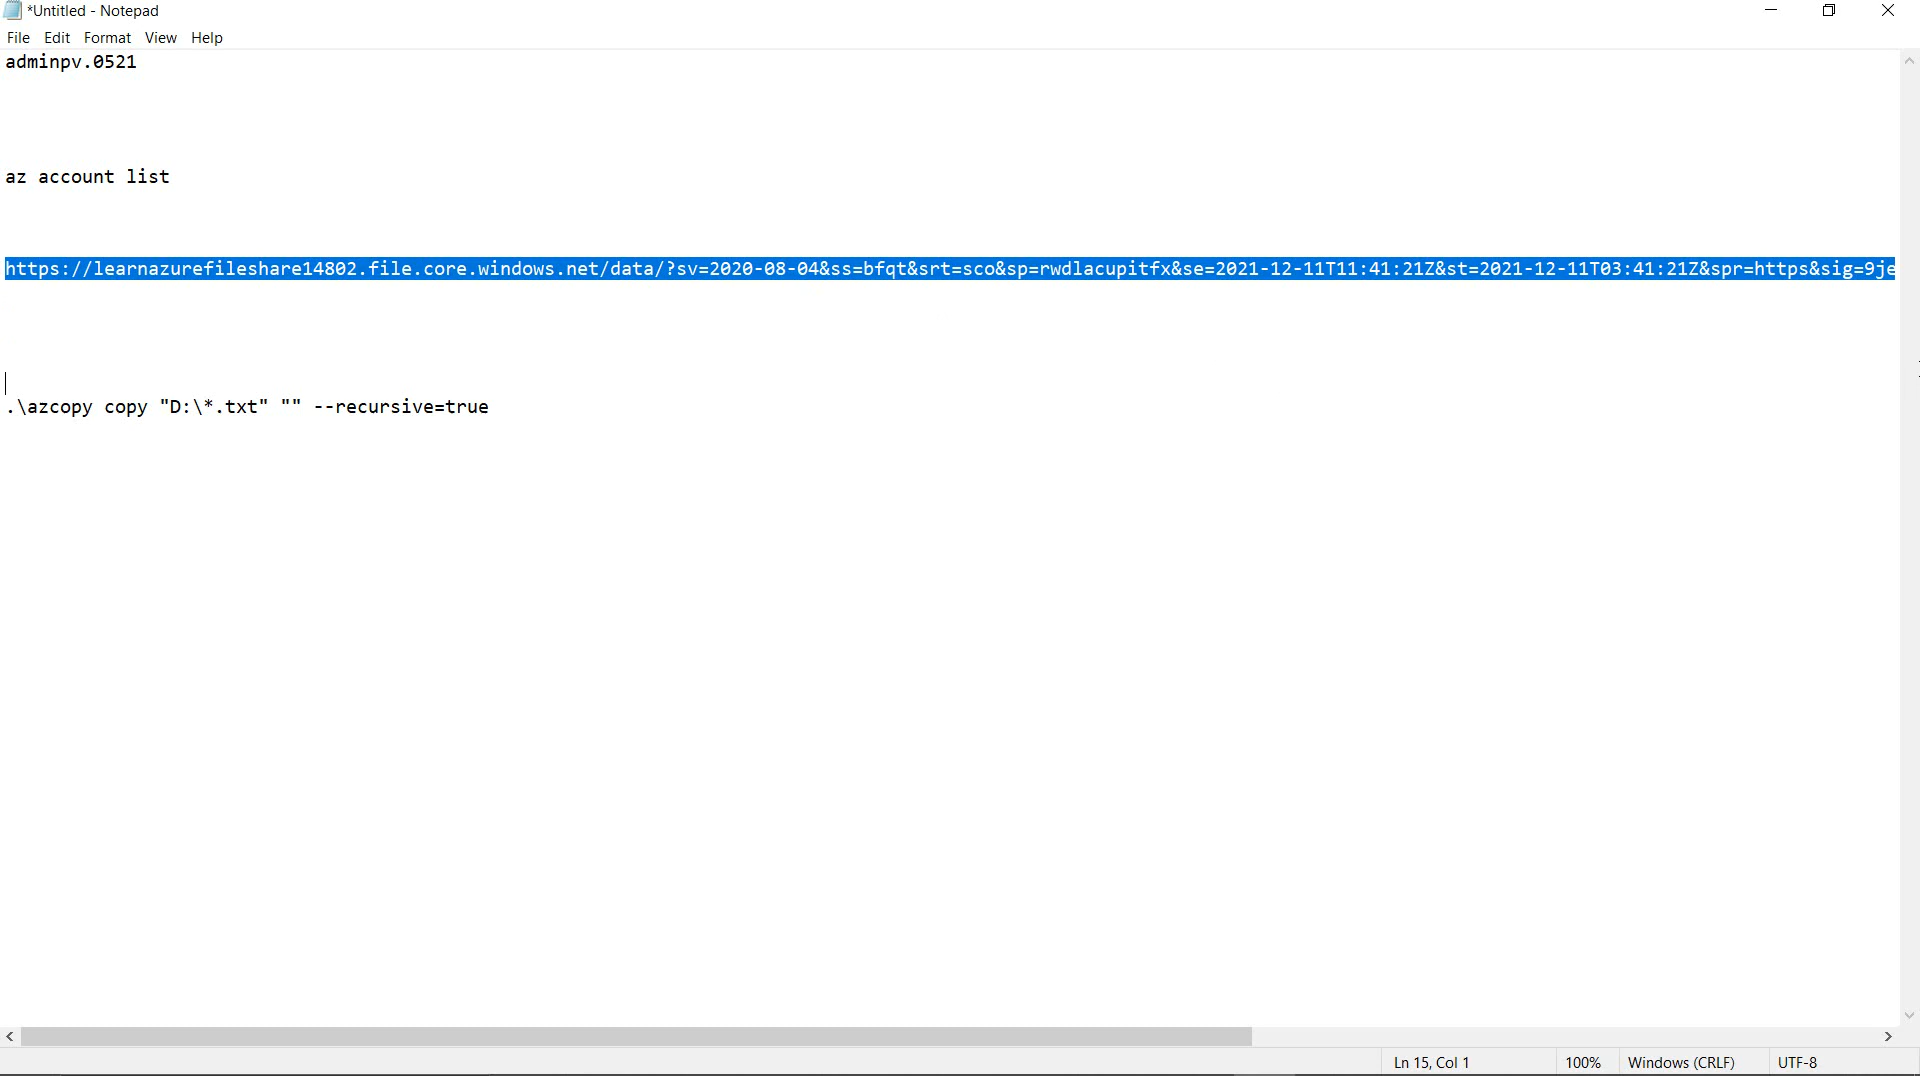 *Untitled - Notepad
File Edit Format View Help
adminpv.0521
az account list
https://learnazurefileshare14802.file.core.windows.net/data/?sv=2020-08-04&ss=bfqt&srt=sco&sp=rwdlacupitfx&se=2021-12-11T11:41:21Z&st=2021-12-11T03:41:21Z&spr=https&sig=9je
.\azcopy copy "D:\*.txt" "" --recursive=true
Ln 15, Col 1 100% Windows (CRLF) UTF-8